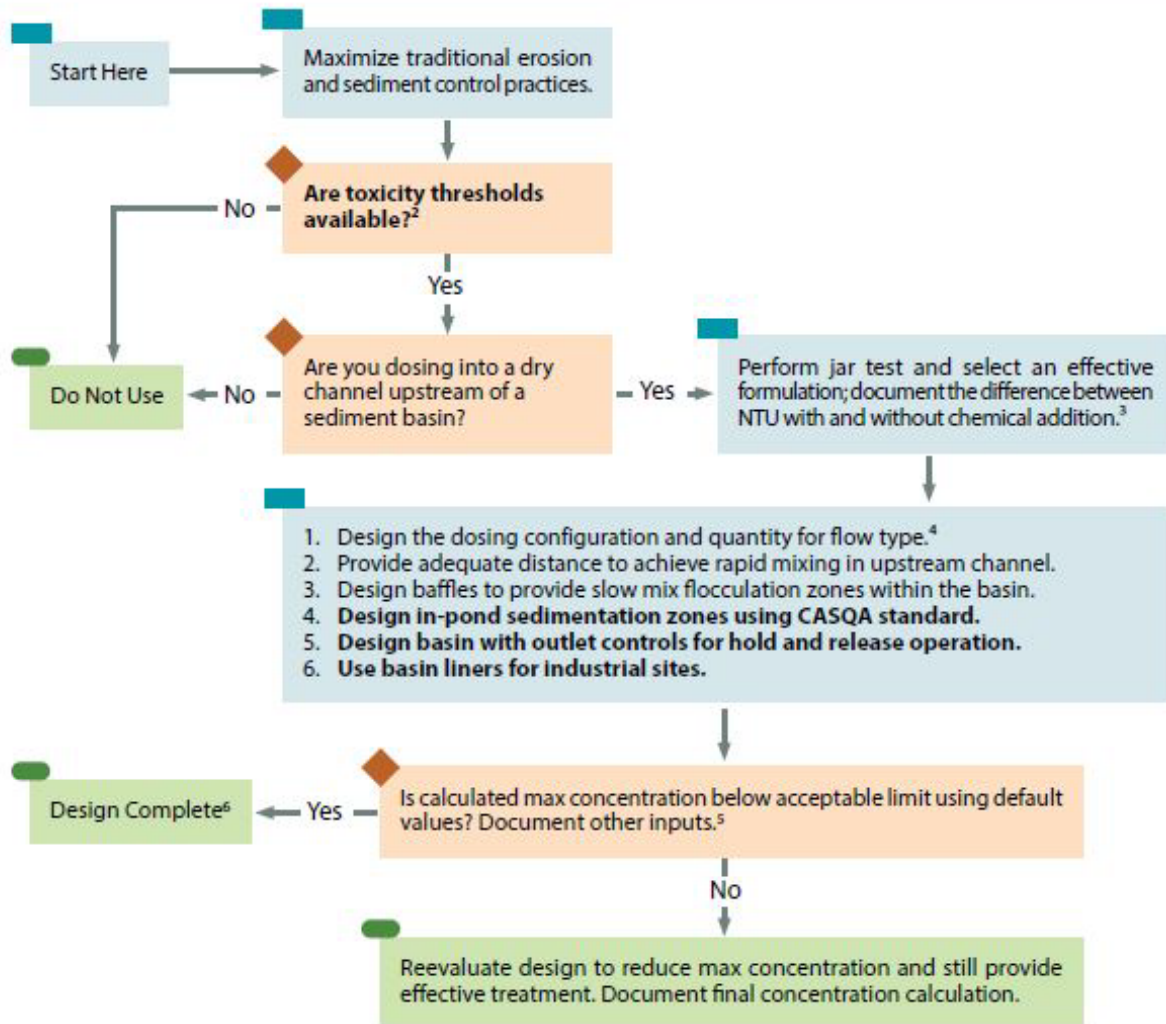 Start Here
Maximize traditional erosion
and sediment control practices.
Are toxicity thresholds
available?²
No
Yes
Are you dosing into a dry
channel upstream of a
sediment basin?
No
Do Not Use
Yes
Perform jar test and select an effective
formulation; document the difference between
NTU with and without chemical addition.³
1. Design the dosing configuration and quantity for flow type.⁴
2. Provide adequate distance to achieve rapid mixing in upstream channel.
3. Design baffles to provide slow mix flocculation zones within the basin.
4. Design in-pond sedimentation zones using CASQA standard.
5. Design basin with outlet controls for hold and release operation.
6. Use basin liners for industrial sites.
Is calculated max concentration below acceptable limit using default
values? Document other inputs.⁵
Yes
Design Complete⁶
No
Reevaluate design to reduce max concentration and still provide
effective treatment. Document final concentration calculation.